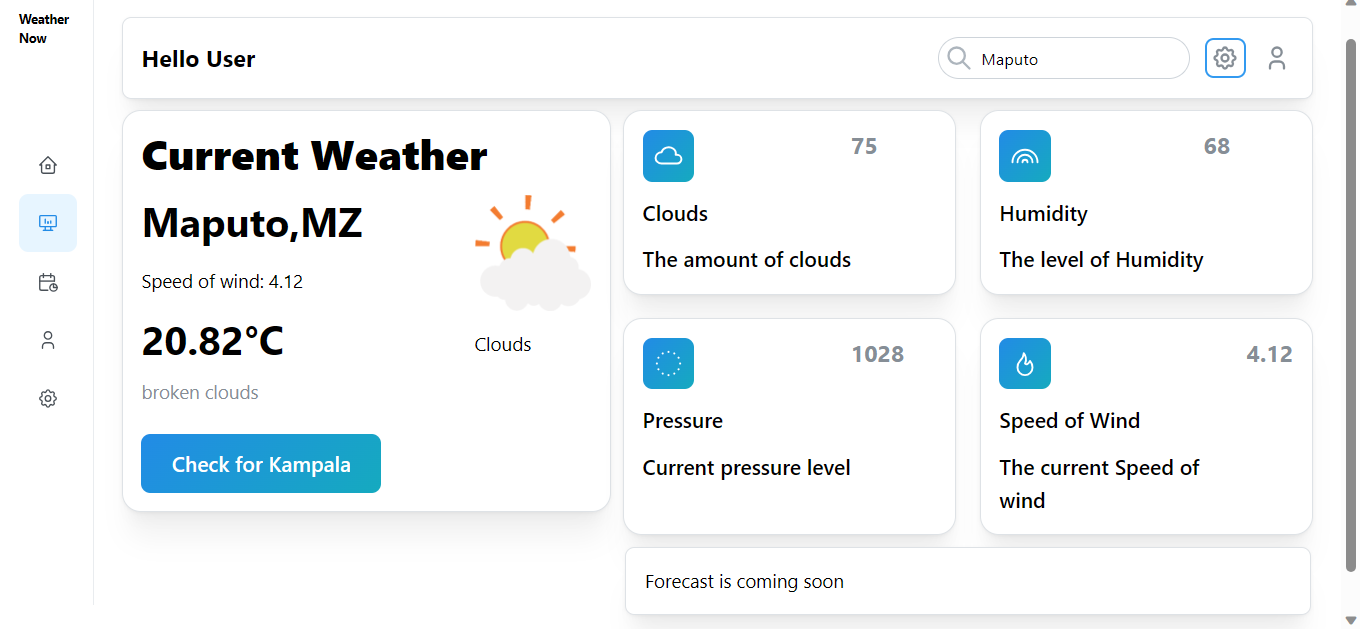 Weather
Now
Hello User
Maputo
Current Weather
Maputo,MZ
Speed of wind: 4.12
20.82°C
Clouds
broken clouds
Check for Kampala
75
Clouds
The amount of clouds
68
Humidity
The level of Humidity
1028
Pressure
Current pressure level
4.12
Speed of Wind
The current Speed of
wind
Forecast is coming soon